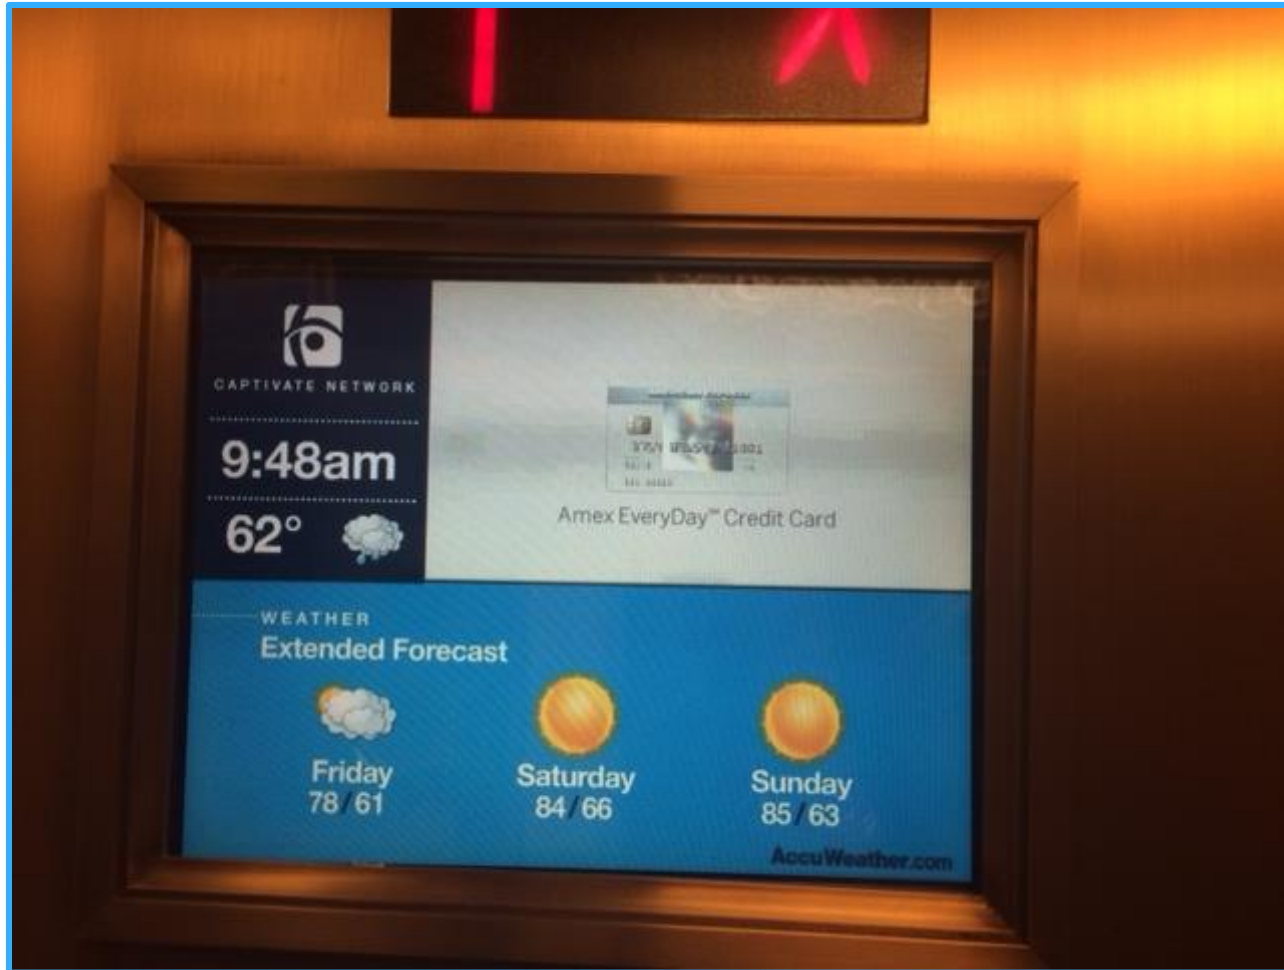 CAPTIVATE NETWORK
9:48am
62°
Amex EveryDay™ Credit Card
WEATHER
Extended Forecast
Friday
78/61
Saturday
84/66
Sunday
85/63
AccuWeather.com